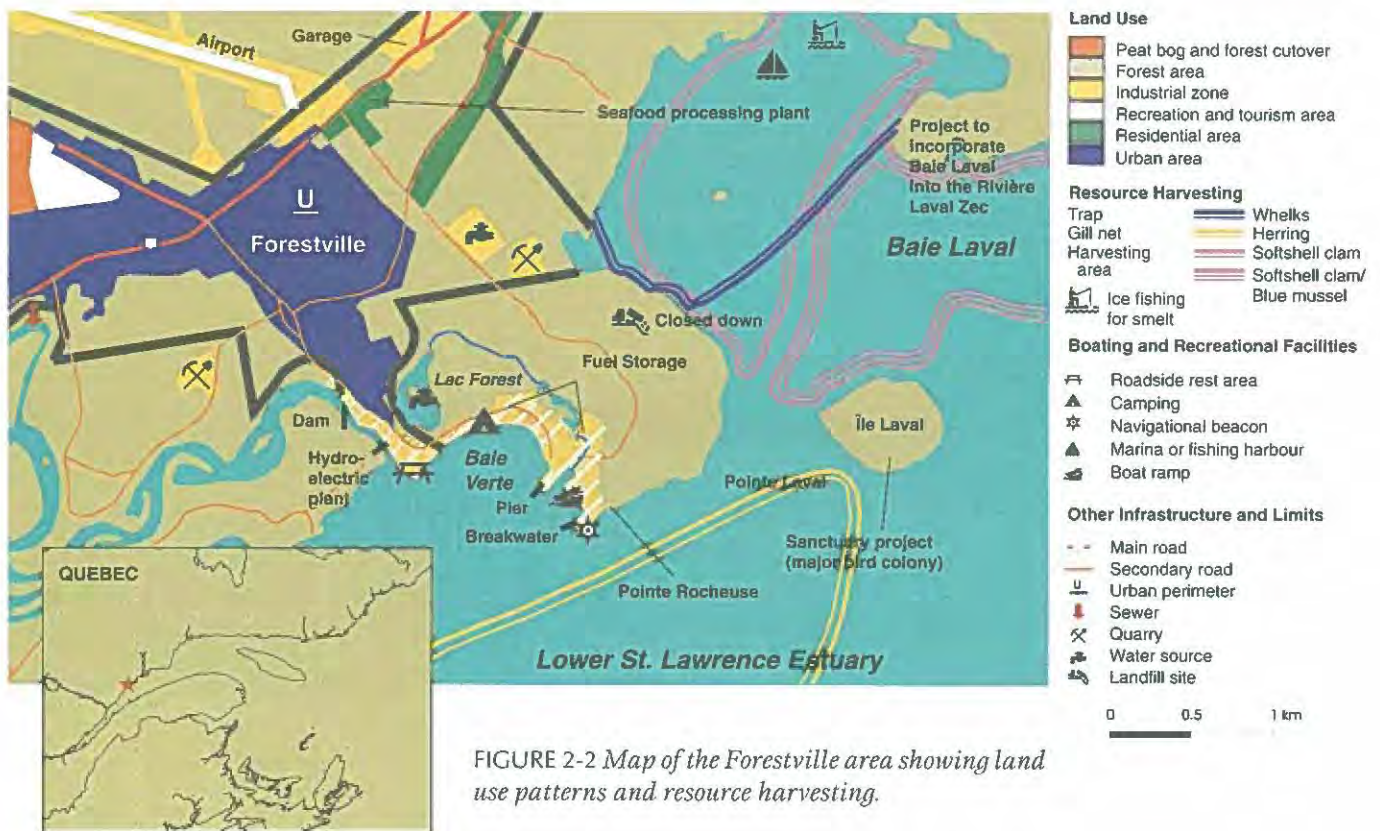 Airport
Garage
Seafood processing plant
Project to
incorporate
Baie Laval
Into the Rivière
Laval Zec
U
Forestville
Baie Laval
Closed down
Fuel Storage
Lac Forest
Dam
Hydro-
electric
plant
Baie
Verte
Pier
Breakwater
Île Laval
Pointe Laval
Sanctuary project
(major bird colony)
Pointe Rocheuse
Lower St. Lawrence Estuary
QUEBEC
Land Use
Peat bog and forest cutover
Forest area
Industrial zone
Recreation and tourism area
Residential area
Urban area
Resource Harvesting
Trap
Whelks
Gill net
Herring
Harvesting
area
Softshell clam
Softshell clam/
Blue mussel
Ice fishing
for smelt
Boating and Recreational Facilities
Roadside rest area
Camping
Navigational beacon
Marina or fishing harbour
Boat ramp
Other Infrastructure and Limits
Main road
Secondary road
U Urban perimeter
Sewer
Quarry
Water source
Landfill site
0 0.5 1 km
FIGURE 2-2 Map of the Forestville area showing land
use patterns and resource harvesting.